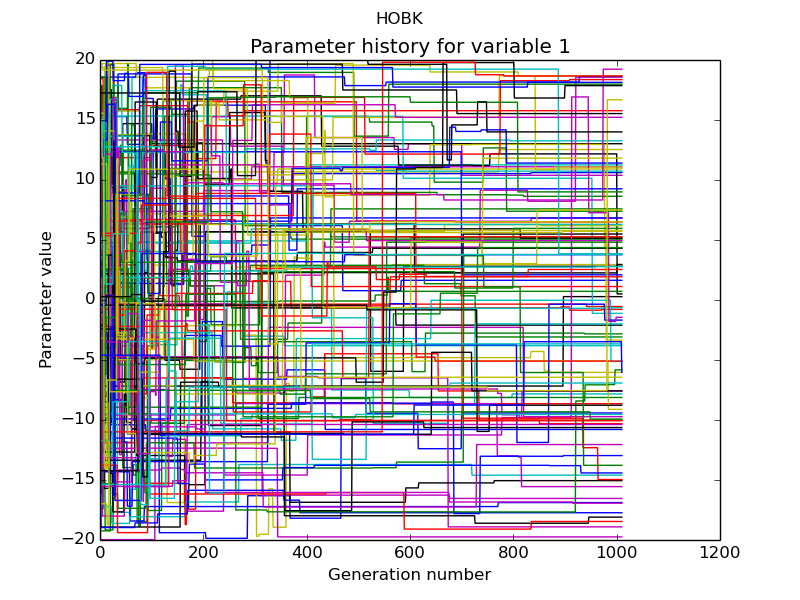 HOBK
Parameter history for variable 1
Parameter value
20
15
10
5
0
−5
−10
−15
−20
0 200 400 600 800 1000 1200
Generation number